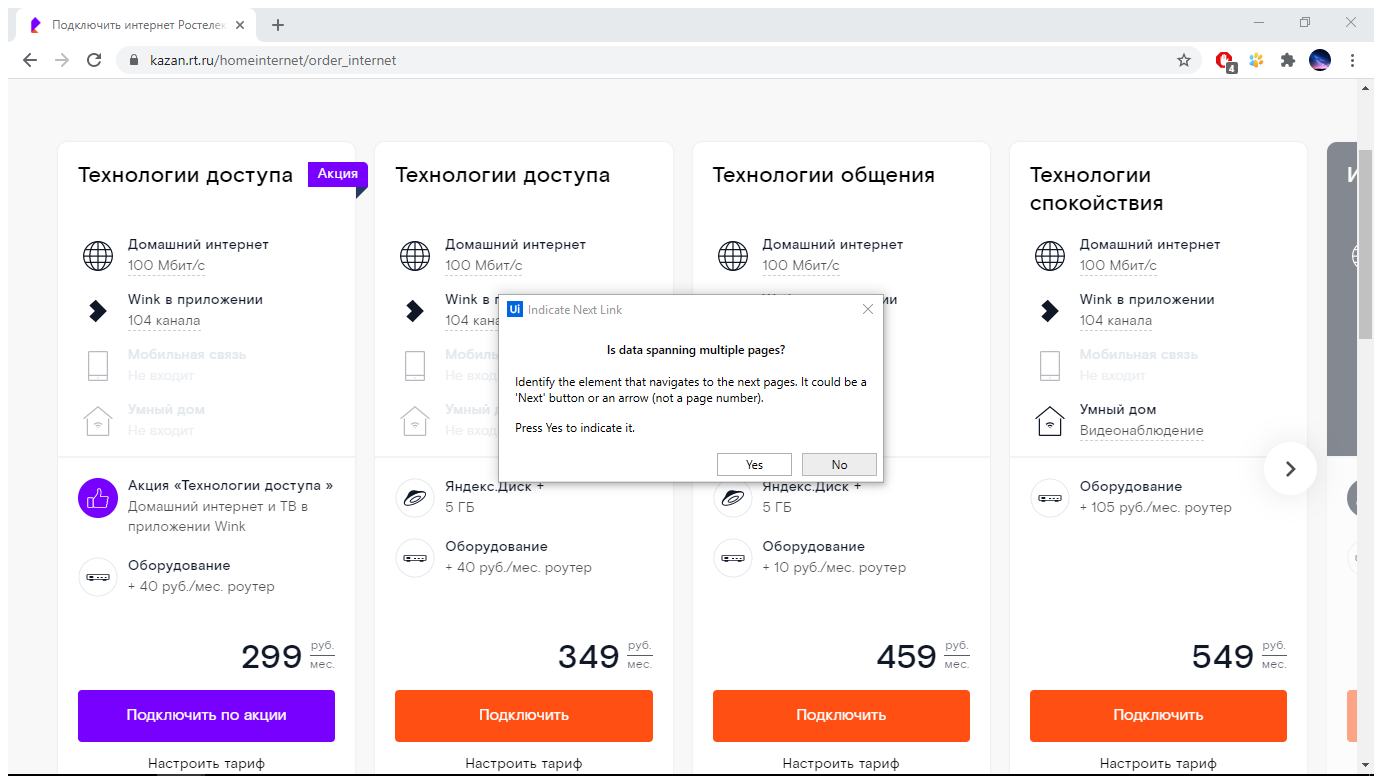 Подключить интернет Ростелек
kazan.rt.ru/homeinternet/order_internet
4
Технологии доступа
Акция
Домашний интернет
100 Мбит/с
Wink в приложении
104 канала
Мобильная связь
Не входит
Умный дом
Не входит
Акция «Технологии доступа »
Домашний интернет и ТВ в
приложении Wink
Оборудование
+ 40 руб./мес. роутер
299 руб.
мес.
Подключить по акции
Настроить тариф
Технологии доступа
Домашний интернет
100 Мбит/с
Wink в п
104 кана
Мобиль
Не вход
Умный д
Не вход
Яндекс.Диск +
5 ГБ
Оборудование
+ 40 руб./мес. роутер
349 руб.
мес.
Подключить
Настроить тариф
Технологии общения
Домашний интернет
100 Мбит/с
ии
Яндекс.Диск +
5 ГБ
Оборудование
+ 10 руб./мес. роутер
459 руб.
мес.
Подключить
Настроить тариф
Технологии
спокойствия
Домашний интернет
100 Мбит/с
Wink в приложении
104 канала
Мобильная связь
Не входит
Умный дом
Видеонаблюдение
Оборудование
+ 105 руб./мес. роутер
549 руб.
мес.
Подключить
Настроить тариф
Ui Indicate Next Link
Is data spanning multiple pages?
Identify the element that navigates to the next pages. It could be a
'Next' button or an arrow (not a page number).
Press Yes to indicate it.
Yes
No